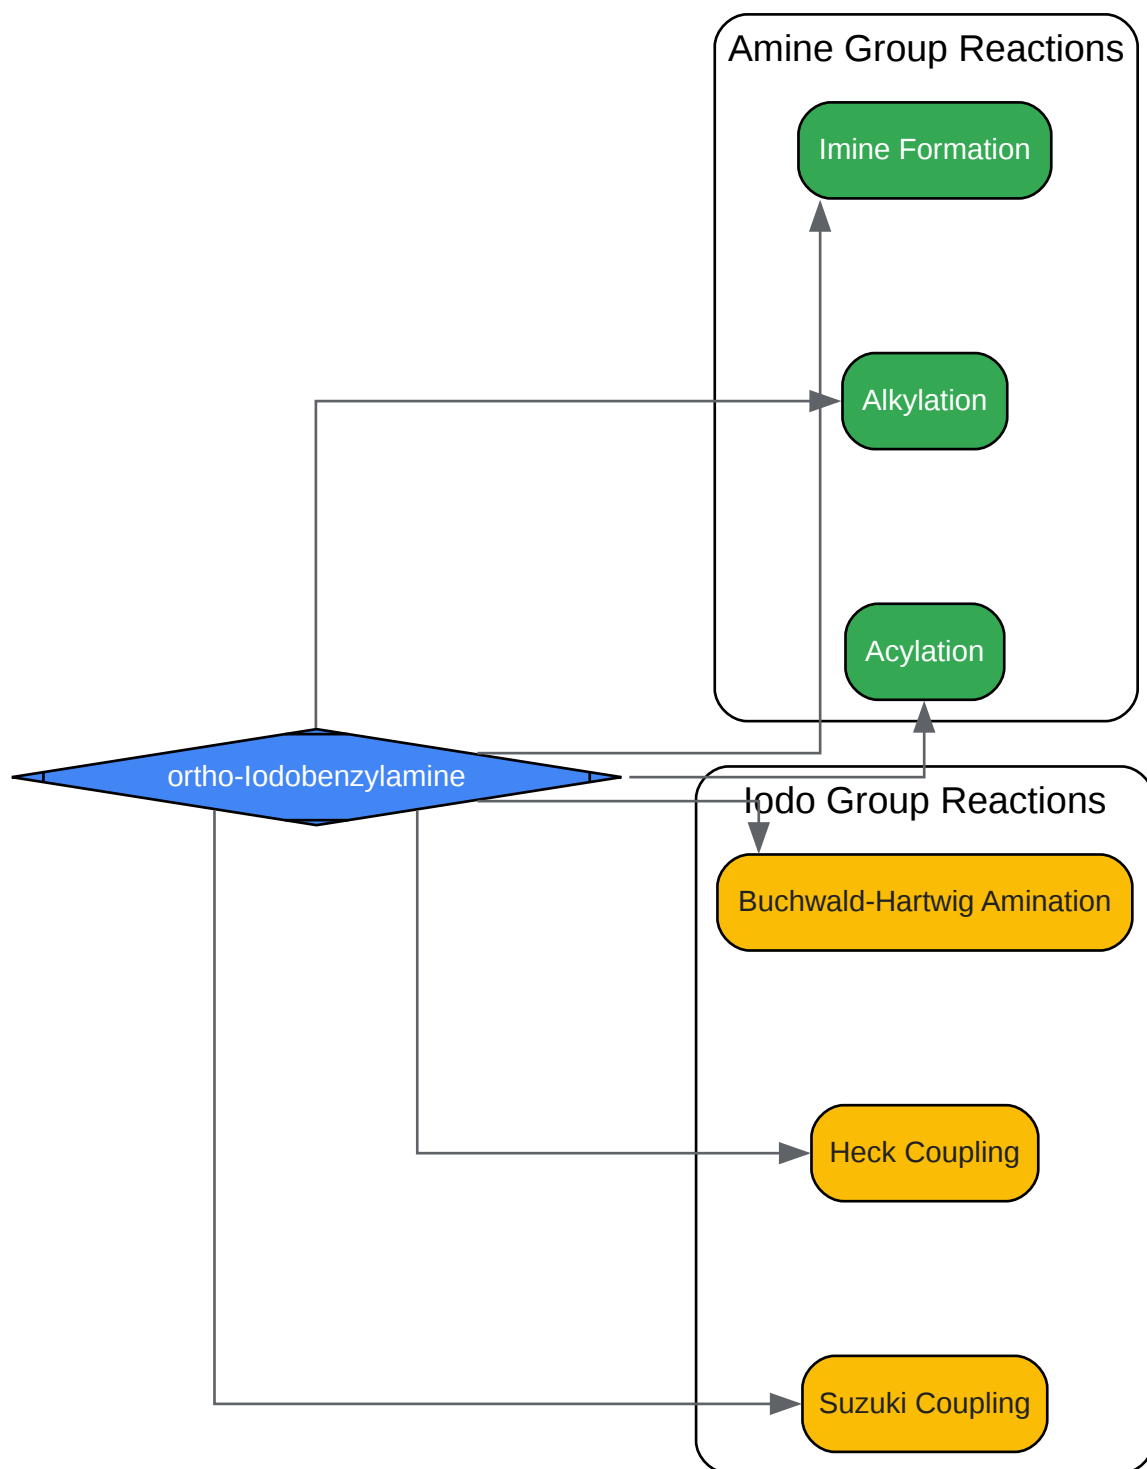 Amine Group Reactions
Imine Formation
Alkylation
Acylation
ortho-Iodobenzylamine
Iodo Group Reactions
Buchwald-Hartwig Amination
Heck Coupling
Suzuki Coupling